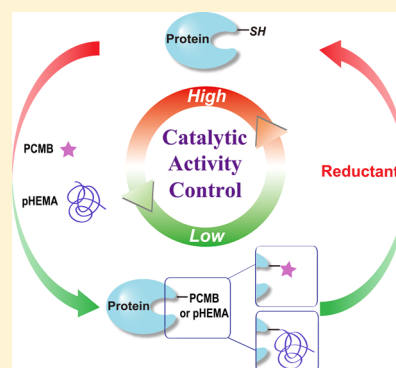 Protein
SH
High
PCMB
Catalytic
Activity
Control
Reductant
pHEMA
Low
Protein
PCMB
or pHEMA